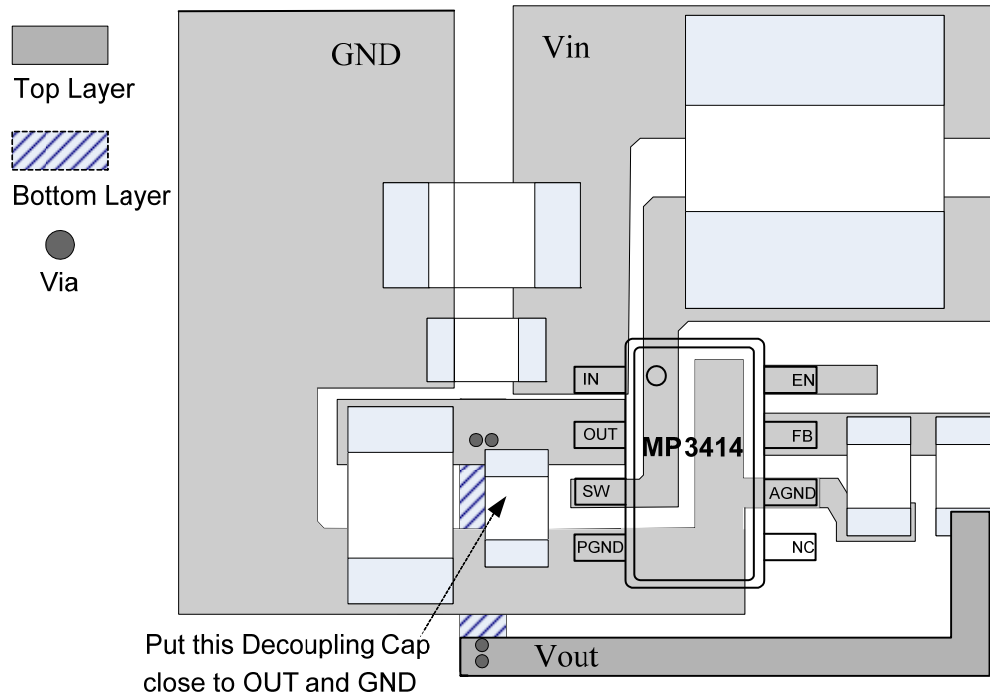 Top Layer
Bottom Layer
Via
GND
Vin
IN
OUT
SW
PGND
MP3414
EN
FB
AGND
NC
Put this Decoupling Cap
close to OUT and GND
Vout